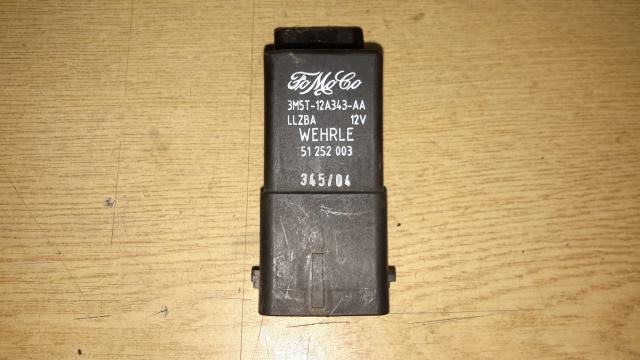 FoMoCo
3M5T-12A343-AA
LLZBA 12V
WEHRLE
51 252 003
345/04